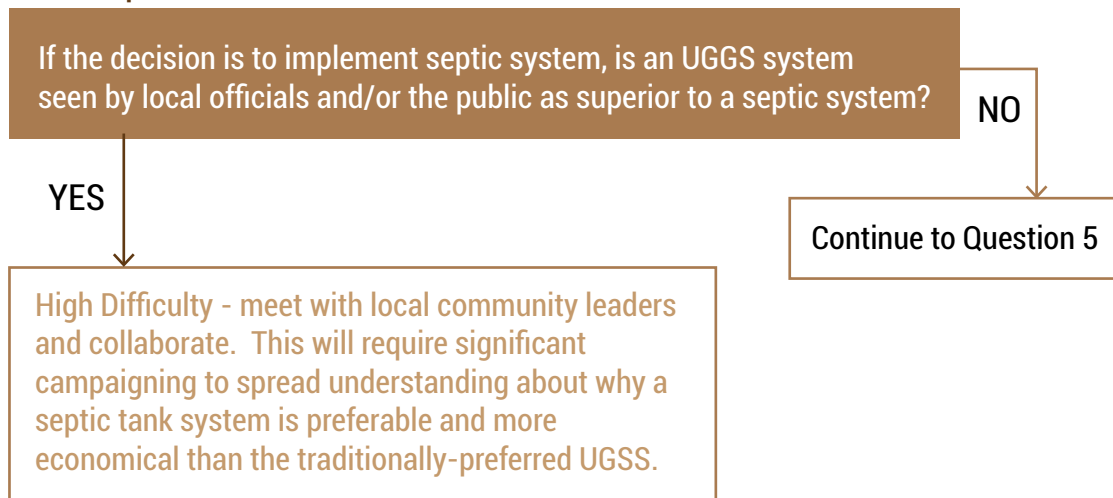 If the decision is to implement septic system, is an UGGS system
seen by local officials and/or the public as superior to a septic system?
NO
YES
Continue to Question 5
High Difficulty - meet with local community leaders
and collaborate.  This will require significant
campaigning to spread understanding about why a
septic tank system is preferable and more
economical than the traditionally-preferred UGSS.